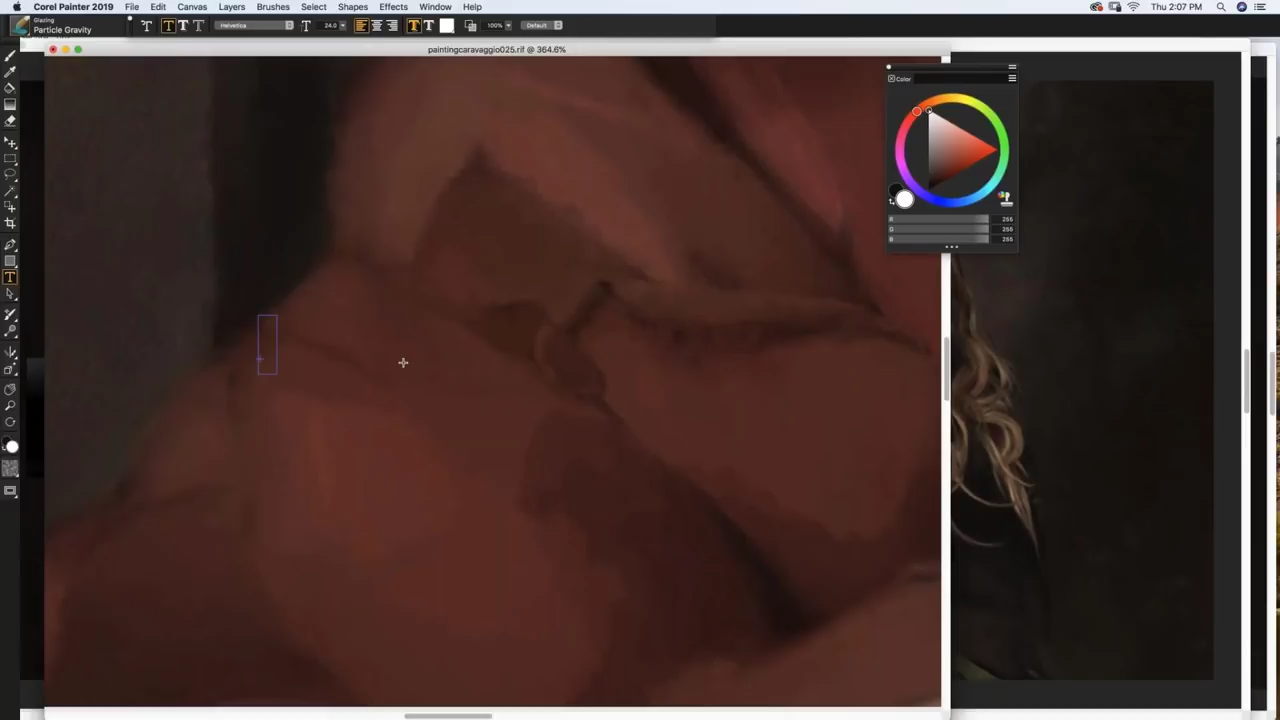 Corel Painter 2019 File Edit Canvas Layers Brushes Select Shapes Effects Window Help Thu 2:07 PM
Glazing
Particle Gravity
Helvetica 24.0 100% Default
paintingcaravaggio025.rif @ 364.6%
Color
R 255
G 255
B 255